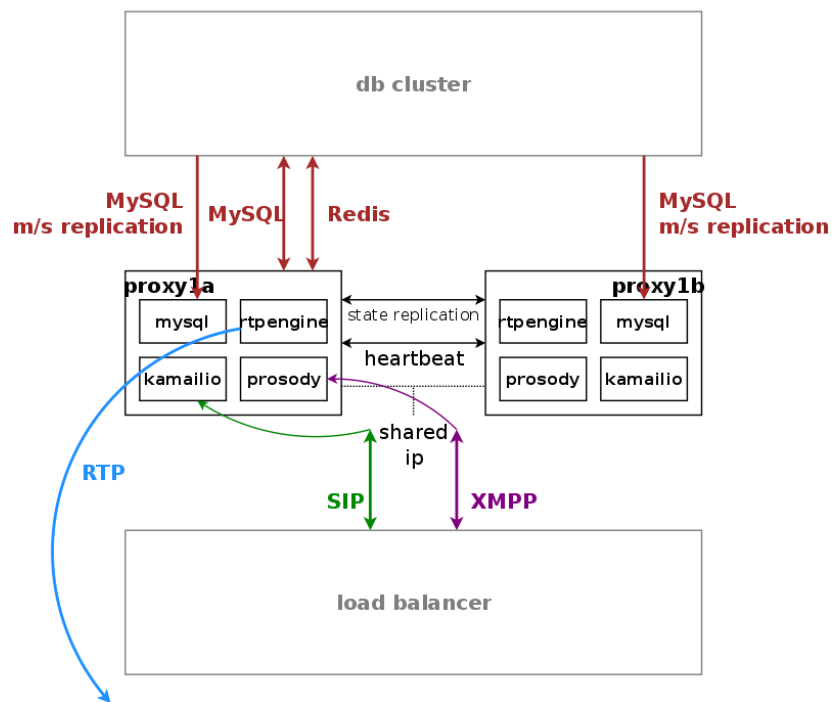 db cluster
MySQL
m/s replication
MySQL
Redis
MySQL
m/s replication
proxy1a
mysql
rtpengine
kamailio
prosody
state replication
heartbeat
shared
ip
proxy1b
rtpengine
mysql
prosody
kamailio
RTP
SIP
XMPP
load balancer